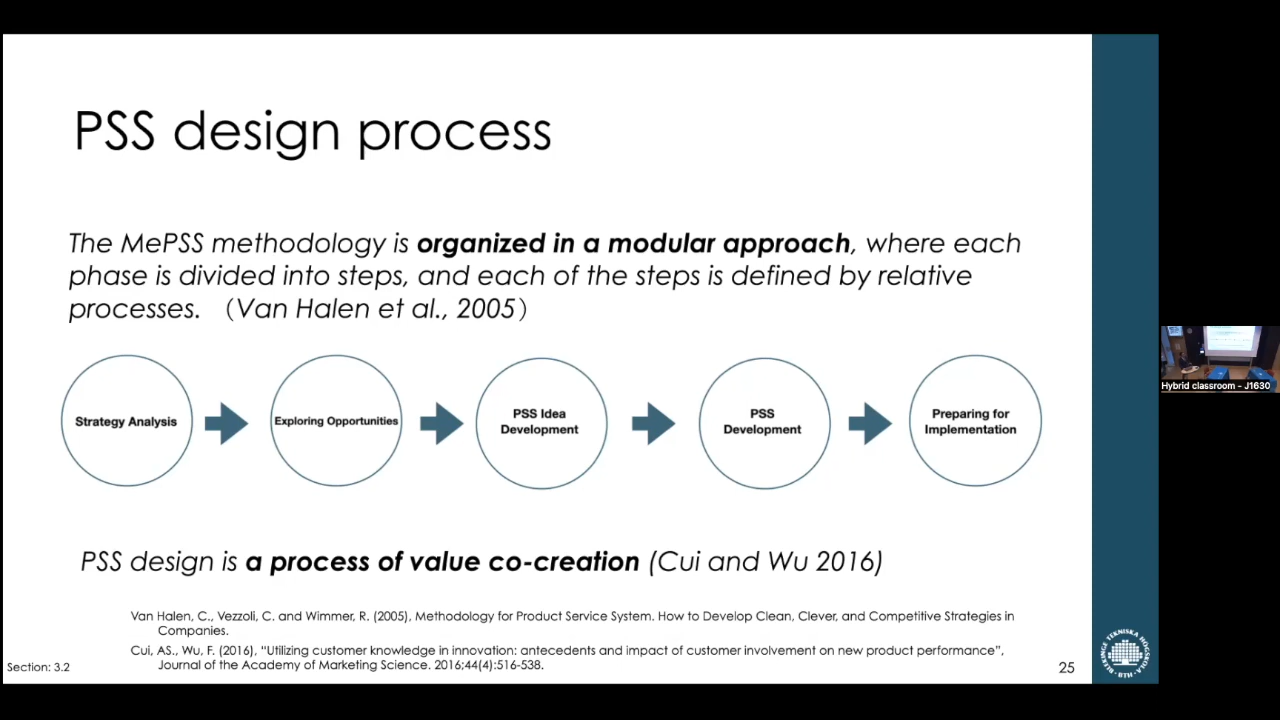 PSS design process
The MePSS methodology is organized in a modular approach, where each
phase is divided into steps, and each of the steps is defined by relative
processes. （Van Halen et al., 2005）
Strategy Analysis
Exploring Opportunities
PSS Idea
Development
PSS
Development
Preparing for
Implementation
PSS design is a process of value co-creation (Cui and Wu 2016)
Van Halen, C., Vezzoli, C. and Wimmer, R. (2005), Methodology for Product Service System. How to Develop Clean, Clever, and Competitive Strategies in
Companies.
Cui, AS., Wu, F. (2016), “Utilizing customer knowledge in innovation: antecedents and impact of customer involvement on new product performance”,
Journal of the Academy of Marketing Science. 2016;44(4):516-538.
Section: 3.2
25
BLEKINGE TEKNISKA HÖGSKOLA
· BTH ·
Hybrid classroom - J1630